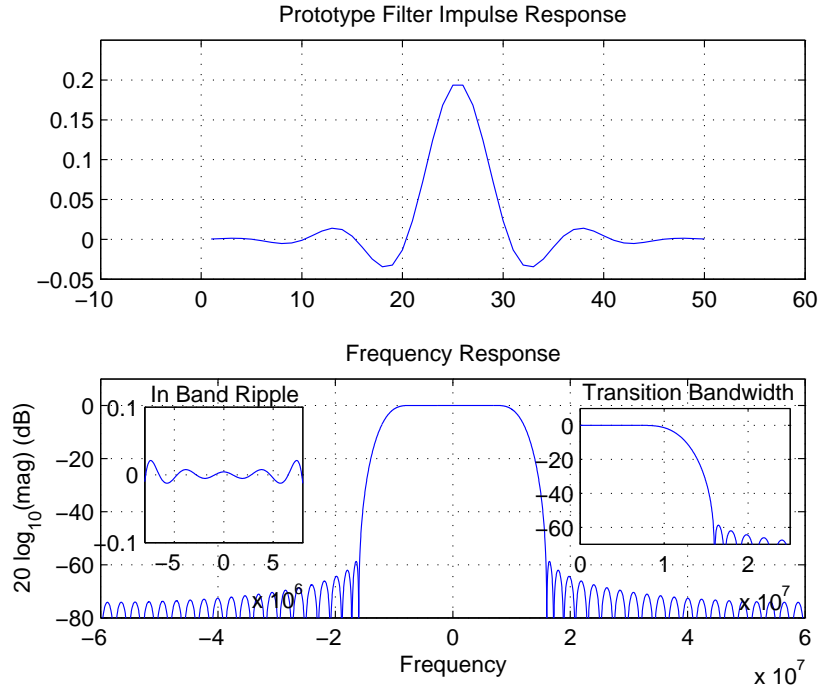 Prototype Filter Impulse Response
0.2
0.15
0.1
0.05
0
−0.05
−10 0 10 20 30 40 50 60
Frequency Response
20 log10(mag) (dB)
0
−20
−40
−60
−80
−6 −4 −2 0 2 4 6
Frequency
x 10^7
In Band Ripple
0.1
0
−0.1
−5 0 5
x 10^6
Transition Bandwidth
0
−20
−40
−60
0 1 2
x 10^7